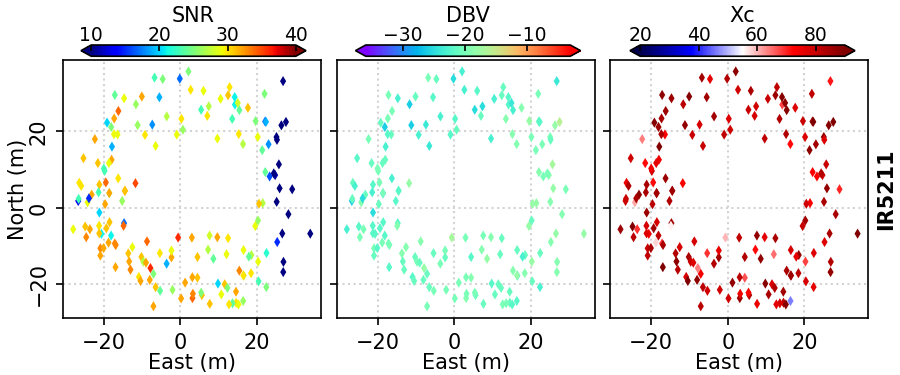 SNR DBV Xc
10 20 30 40 −30 −20 −10 20 40 60 80
North (m)
20
0
−20
−20 0 20 −20 0 20 −20 0 20
East (m) East (m) East (m)
IR5211